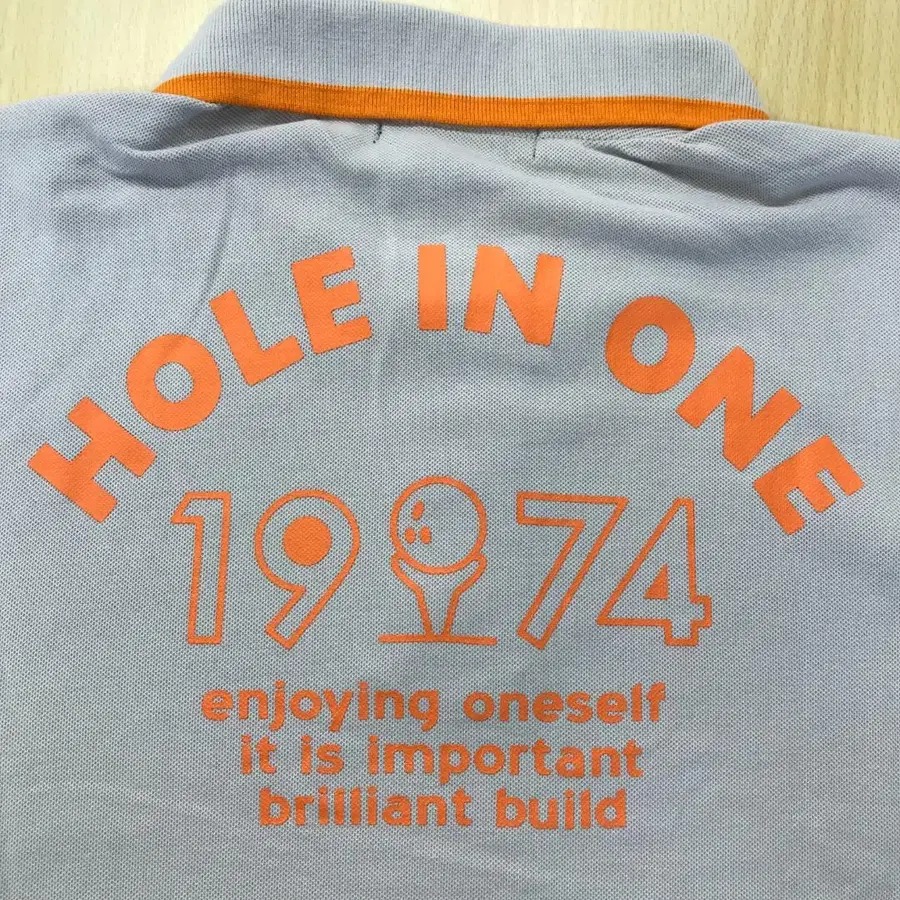 HOLE IN ONE
1974
enjoying oneself
it is important
brilliant build